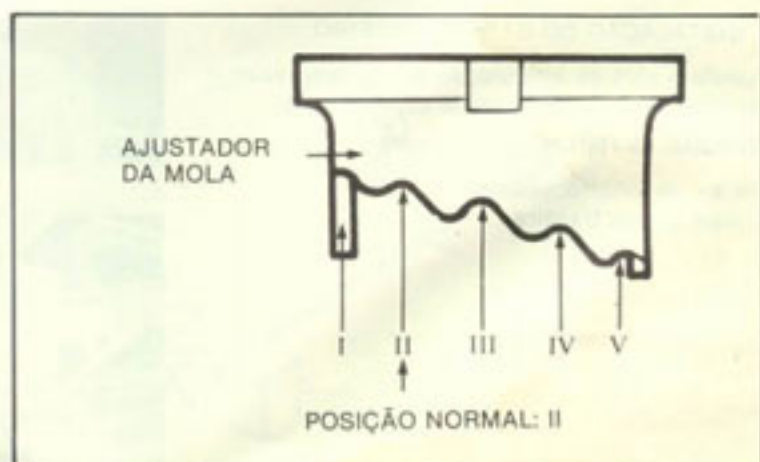 AJUSTADOR
DA MOLA
I II III IV V
POSIÇÃO NORMAL: II